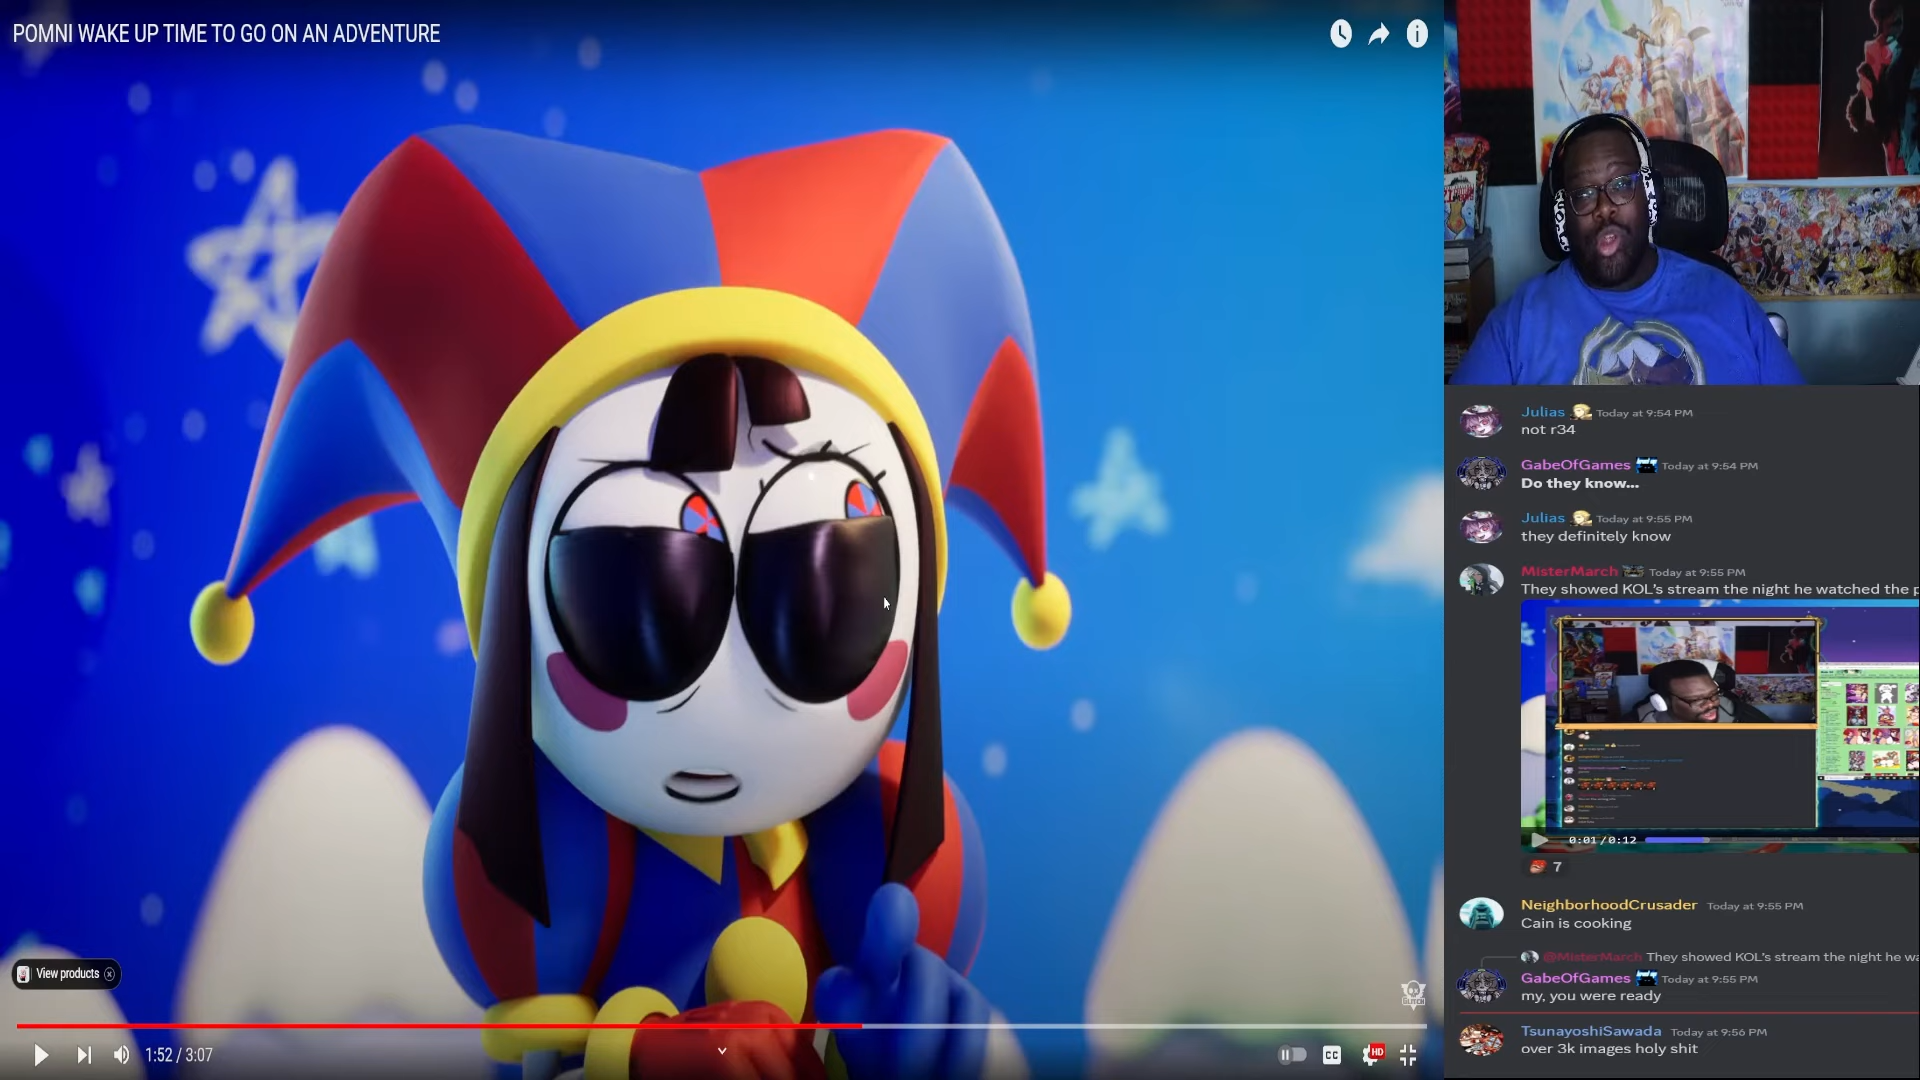 POMNI WAKE UP TIME TO GO ON AN ADVENTURE
View products
1:52 / 3:07
CC
HD
GLITCH
Julias Today at 9:54 PM
not r34
GabeOfGames Today at 9:54 PM
Do they know...
Julias Today at 9:55 PM
they definitely know
MisterMarch Today at 9:55 PM
They showed KOL's stream the night he watched the p
0:01/0:12
7
NeighborhoodCrusader Today at 9:55 PM
Cain is cooking
@MisterMarch They showed KOL's stream the night he wa
GabeOfGames Today at 9:55 PM
my, you were ready
TsunayoshiSawada Today at 9:56 PM
over 3k images holy shit